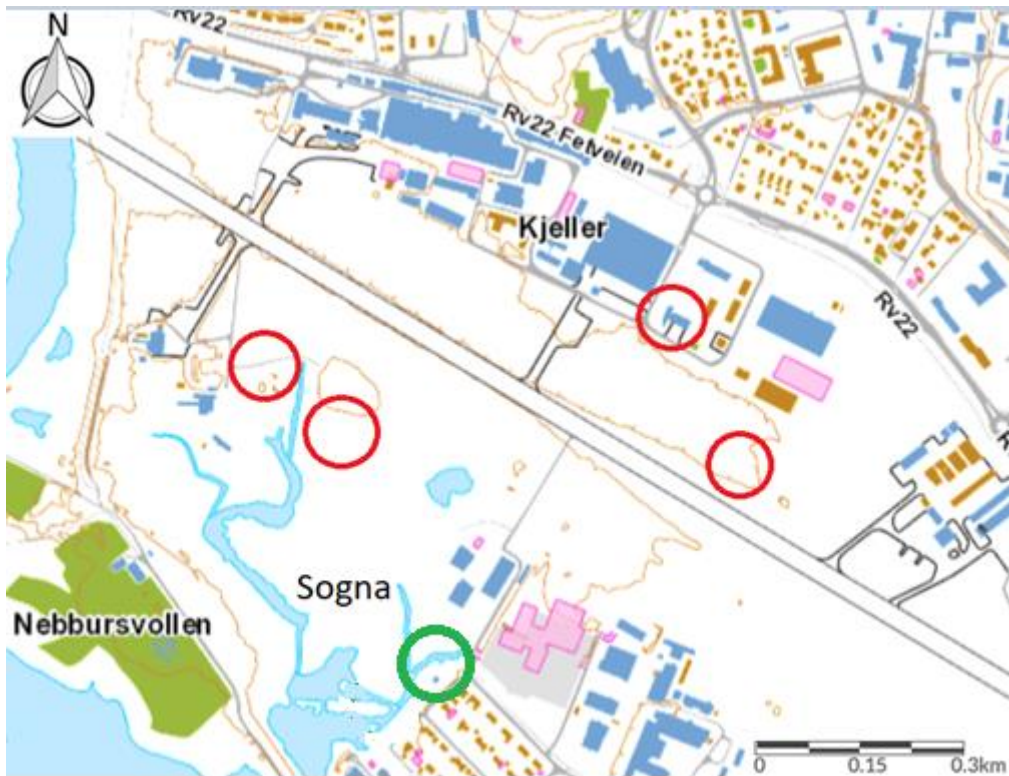 N
Rv22
Rv22 Fetveien
Kjeller
Rv22
Sogna
Nebbursvollen
0 0.15 0.3km